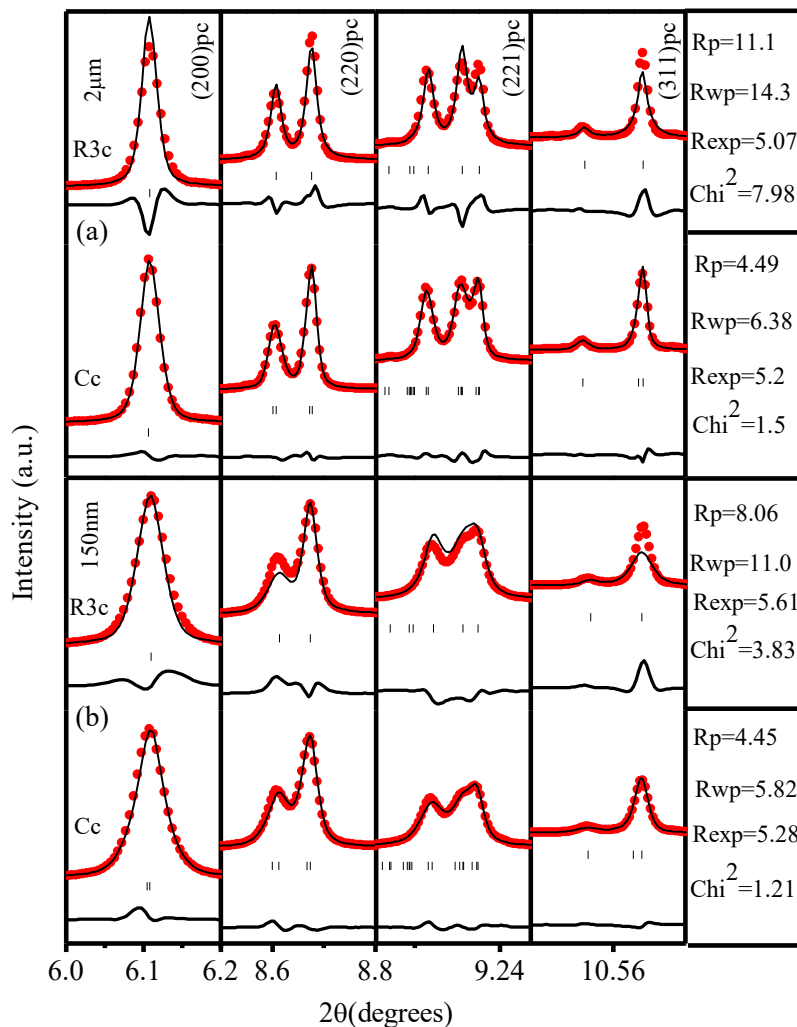 Intensity (a.u.)
2μm
(200)pc
(220)pc
(221)pc
(311)pc
R3c
Rp=11.1
Rwp=14.3
Rexp=5.07
Chi²=7.98
(a)
Cc
Rp=4.49
Rwp=6.38
Rexp=5.2
Chi²=1.5
150nm
R3c
Rp=8.06
Rwp=11.0
Rexp=5.61
Chi²=3.83
(b)
Cc
Rp=4.45
Rwp=5.82
Rexp=5.28
Chi²=1.21
6.0 6.1 6.2 8.6 8.8 9.24 10.56
2θ(degrees)